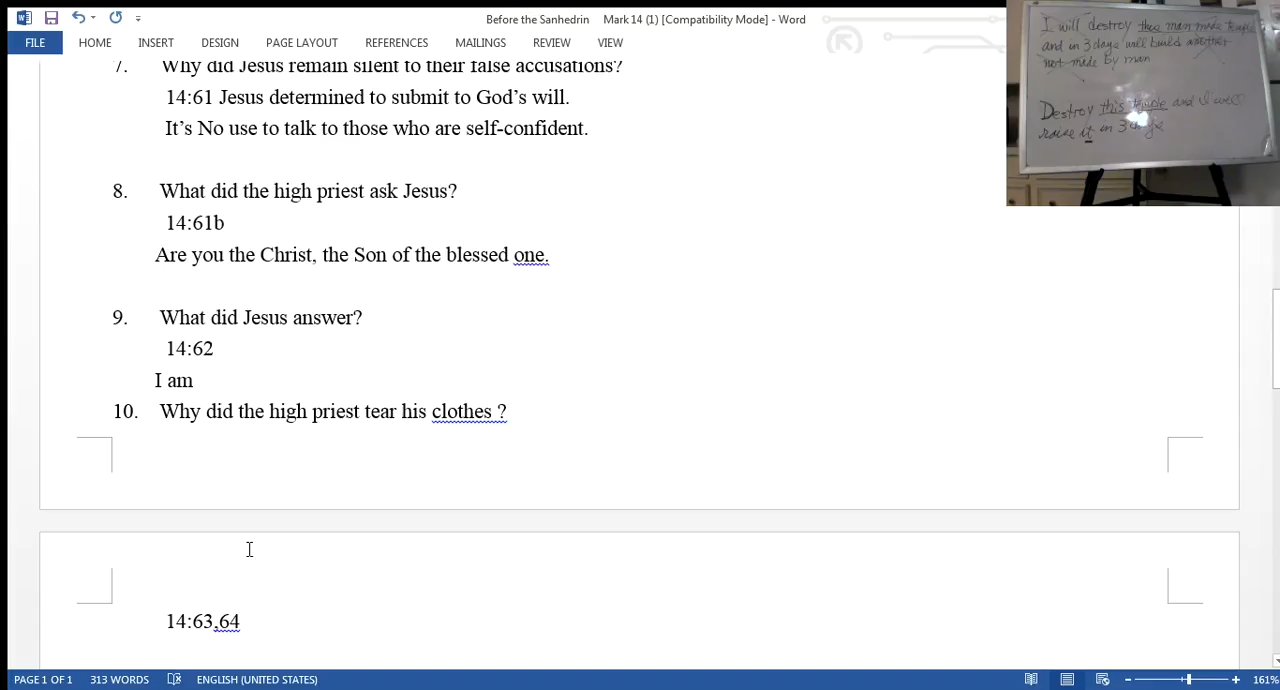 Before the Sanhedrin    Mark 14 (1) [Compatibility Mode] - Word
FILE HOME INSERT DESIGN PAGE LAYOUT REFERENCES MAILINGS REVIEW VIEW
I will destroy this man made temple
and in 3 days will build another
not made by man
Destroy this temple and I will
raise it in 3 days
7. Why did Jesus remain silent to their false accusations?
14:61 Jesus determined to submit to God’s will.
It’s No use to talk to those who are self-confident.
8. What did the high priest ask Jesus?
14:61b
Are you the Christ, the Son of the blessed one.
9. What did Jesus answer?
14:62
I am
10. Why did the high priest tear his clothes ?
14:63,64
PAGE 1 OF 1 313 WORDS ENGLISH (UNITED STATES) 161%